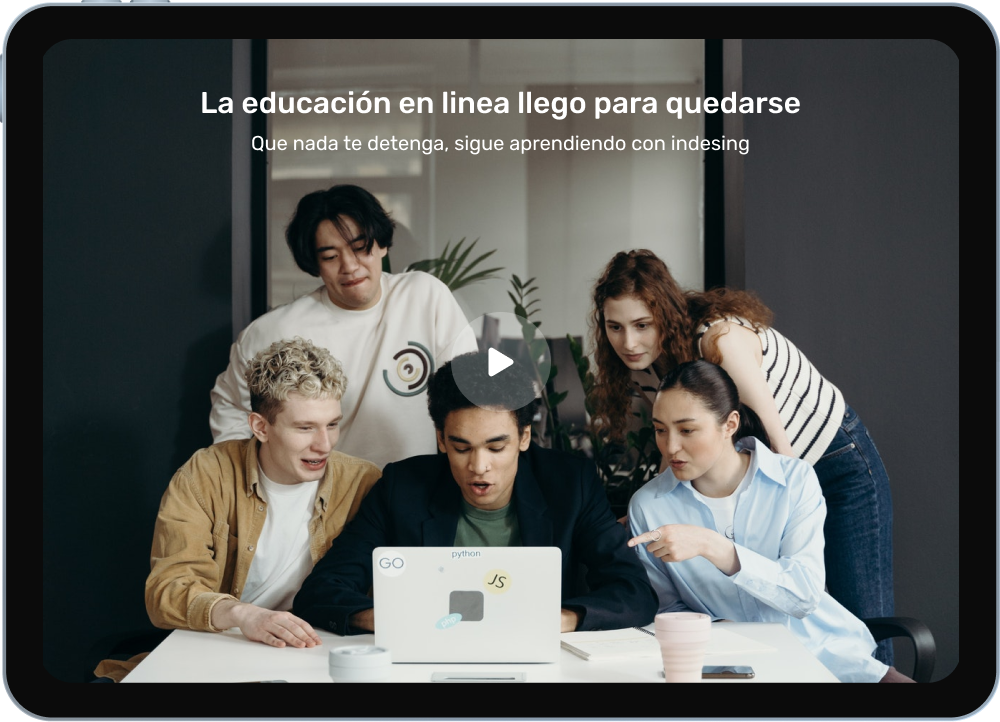 La educación en linea llego para quedarse
Que nada te detenga, sigue aprendiendo con indesing
python
GO
JS